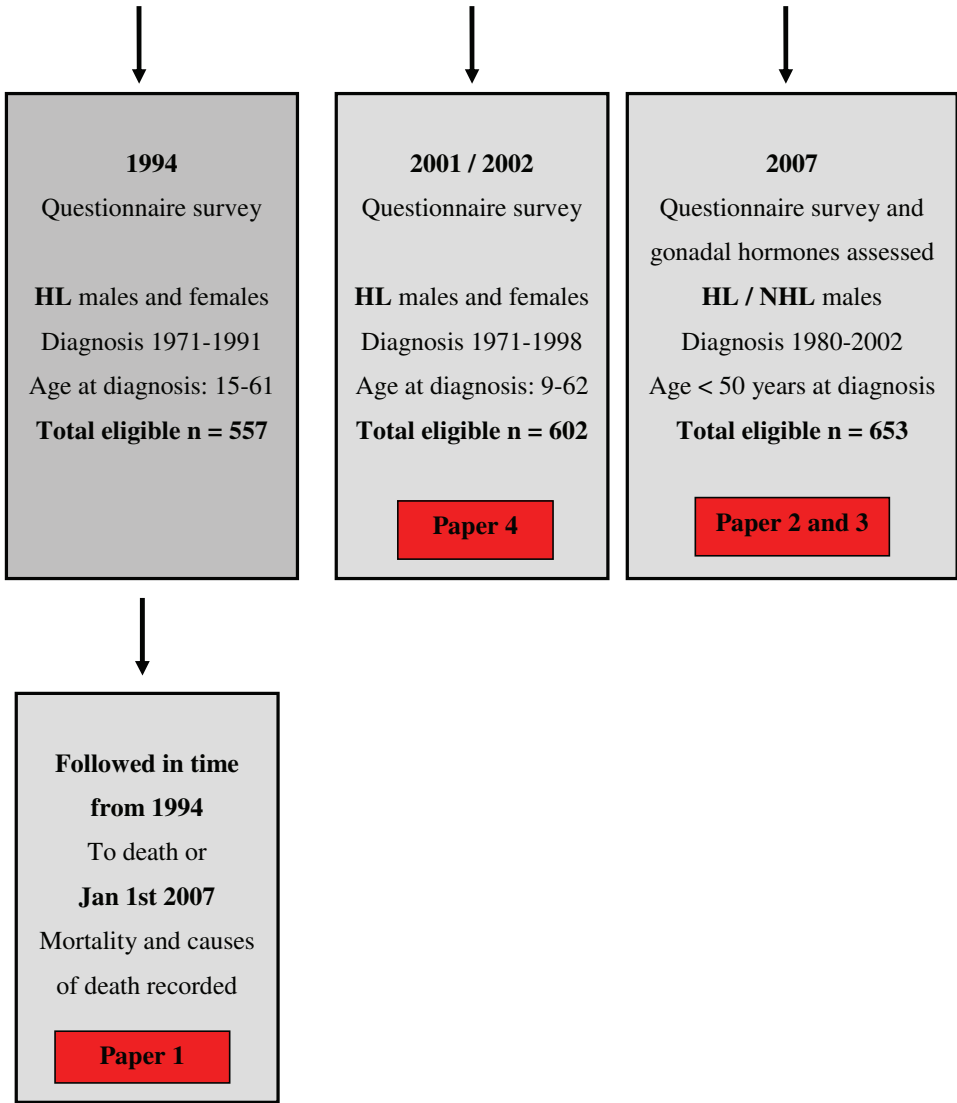 1994
Questionnaire survey
HL males and females
Diagnosis 1971-1991
Age at diagnosis: 15-61
Total eligible n = 557
2001 / 2002
Questionnaire survey
HL males and females
Diagnosis 1971-1998
Age at diagnosis: 9-62
Total eligible n = 602
Paper 4
2007
Questionnaire survey and
gonadal hormones assessed
HL / NHL males
Diagnosis 1980-2002
Age < 50 years at diagnosis
Total eligible n = 653
Paper 2 and 3
Followed in time
from 1994
To death or
Jan 1st 2007
Mortality and causes
of death recorded
Paper 1